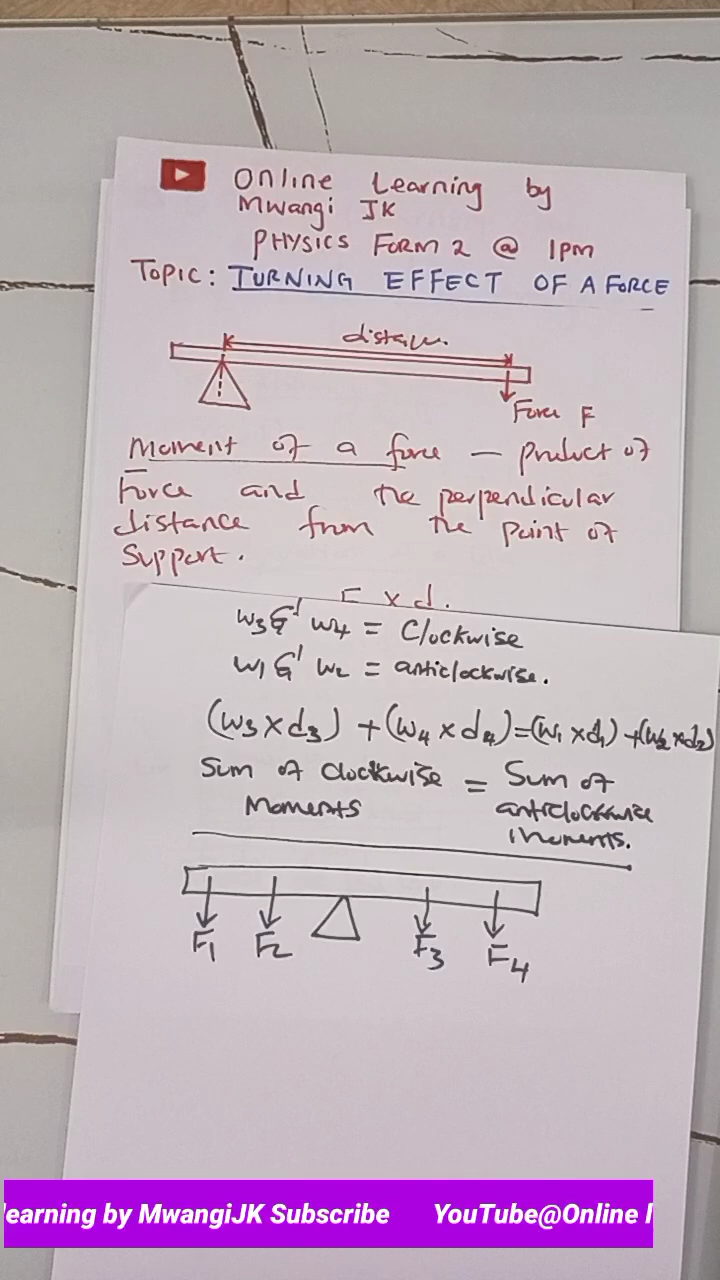 Online Learning by
Mwangi JK
PHYSICS FORM 2 @ 1pm
TOPIC: TURNING EFFECT OF A FORCE
distance
Force F
Moment of a force — product of
Force and the perpendicular
distance from the point of
Support.
F x d.
W3 & W4 = Clockwise
W1 & W2 = anticlockwise.
(W3 x d3) + (W4 x d4) = (W1 x d1) + (W2 x d2)
Sum of Clockwise = Sum of
Moments anticlockwise
moments.
F1 F2 F3 F4
learning by MwangiJK Subscribe YouTube@Online l